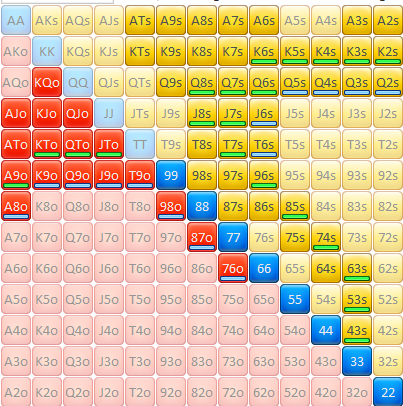 AA AKs AQs AJs ATs A9s A8s A7s A6s A5s A4s A3s A2s
AKo KK KQs KJs KTs K9s K8s K7s K6s K5s K4s K3s K2s
AQo KQo QQ QJs QTs Q9s Q8s Q7s Q6s Q5s Q4s Q3s Q2s
AJo KJo QJo JJ JTs J9s J8s J7s J6s J5s J4s J3s J2s
ATo KTo QTo JTo TT T9s T8s T7s T6s T5s T4s T3s T2s
A9o K9o Q9o J9o T9o 99 98s 97s 96s 95s 94s 93s 92s
A8o K8o Q8o J8o T8o 98o 88 87s 86s 85s 84s 83s 82s
A7o K7o Q7o J7o T7o 97o 87o 77 76s 75s 74s 73s 72s
A6o K6o Q6o J6o T6o 96o 86o 76o 66 65s 64s 63s 62s
A5o K5o Q5o J5o T5o 95o 85o 75o 65o 55 54s 53s 52s
A4o K4o Q4o J4o T4o 94o 84o 74o 64o 54o 44 43s 42s
A3o K3o Q3o J3o T3o 93o 83o 73o 63o 53o 43o 33 32s
A2o K2o Q2o J2o T2o 92o 82o 72o 62o 52o 42o 32o 22